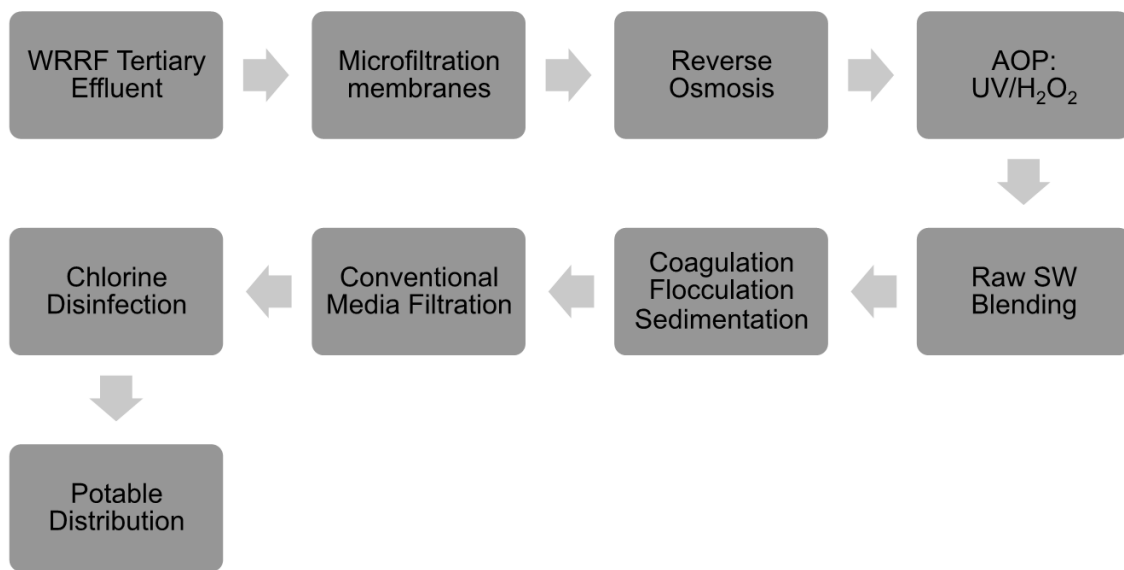 WRRF Tertiary
Effluent
Microfiltration
membranes
Reverse
Osmosis
AOP:
UV/H₂O₂
Raw SW
Blending
Coagulation
Flocculation
Sedimentation
Conventional
Media Filtration
Chlorine
Disinfection
Potable
Distribution